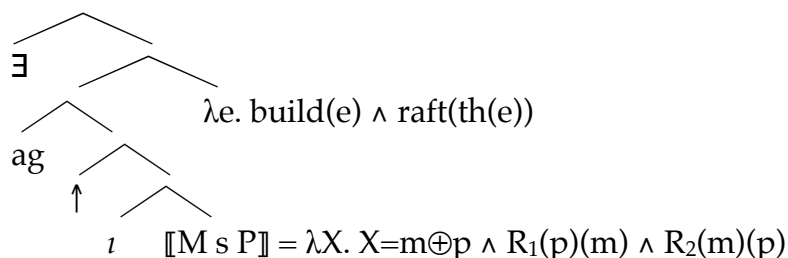 ∃
λe. build(e) ∧ raft(th(e))
ag
↑
ɩ ⟦M s P⟧ = λX. X=m⊕p ∧ R₁(p)(m) ∧ R₂(m)(p)